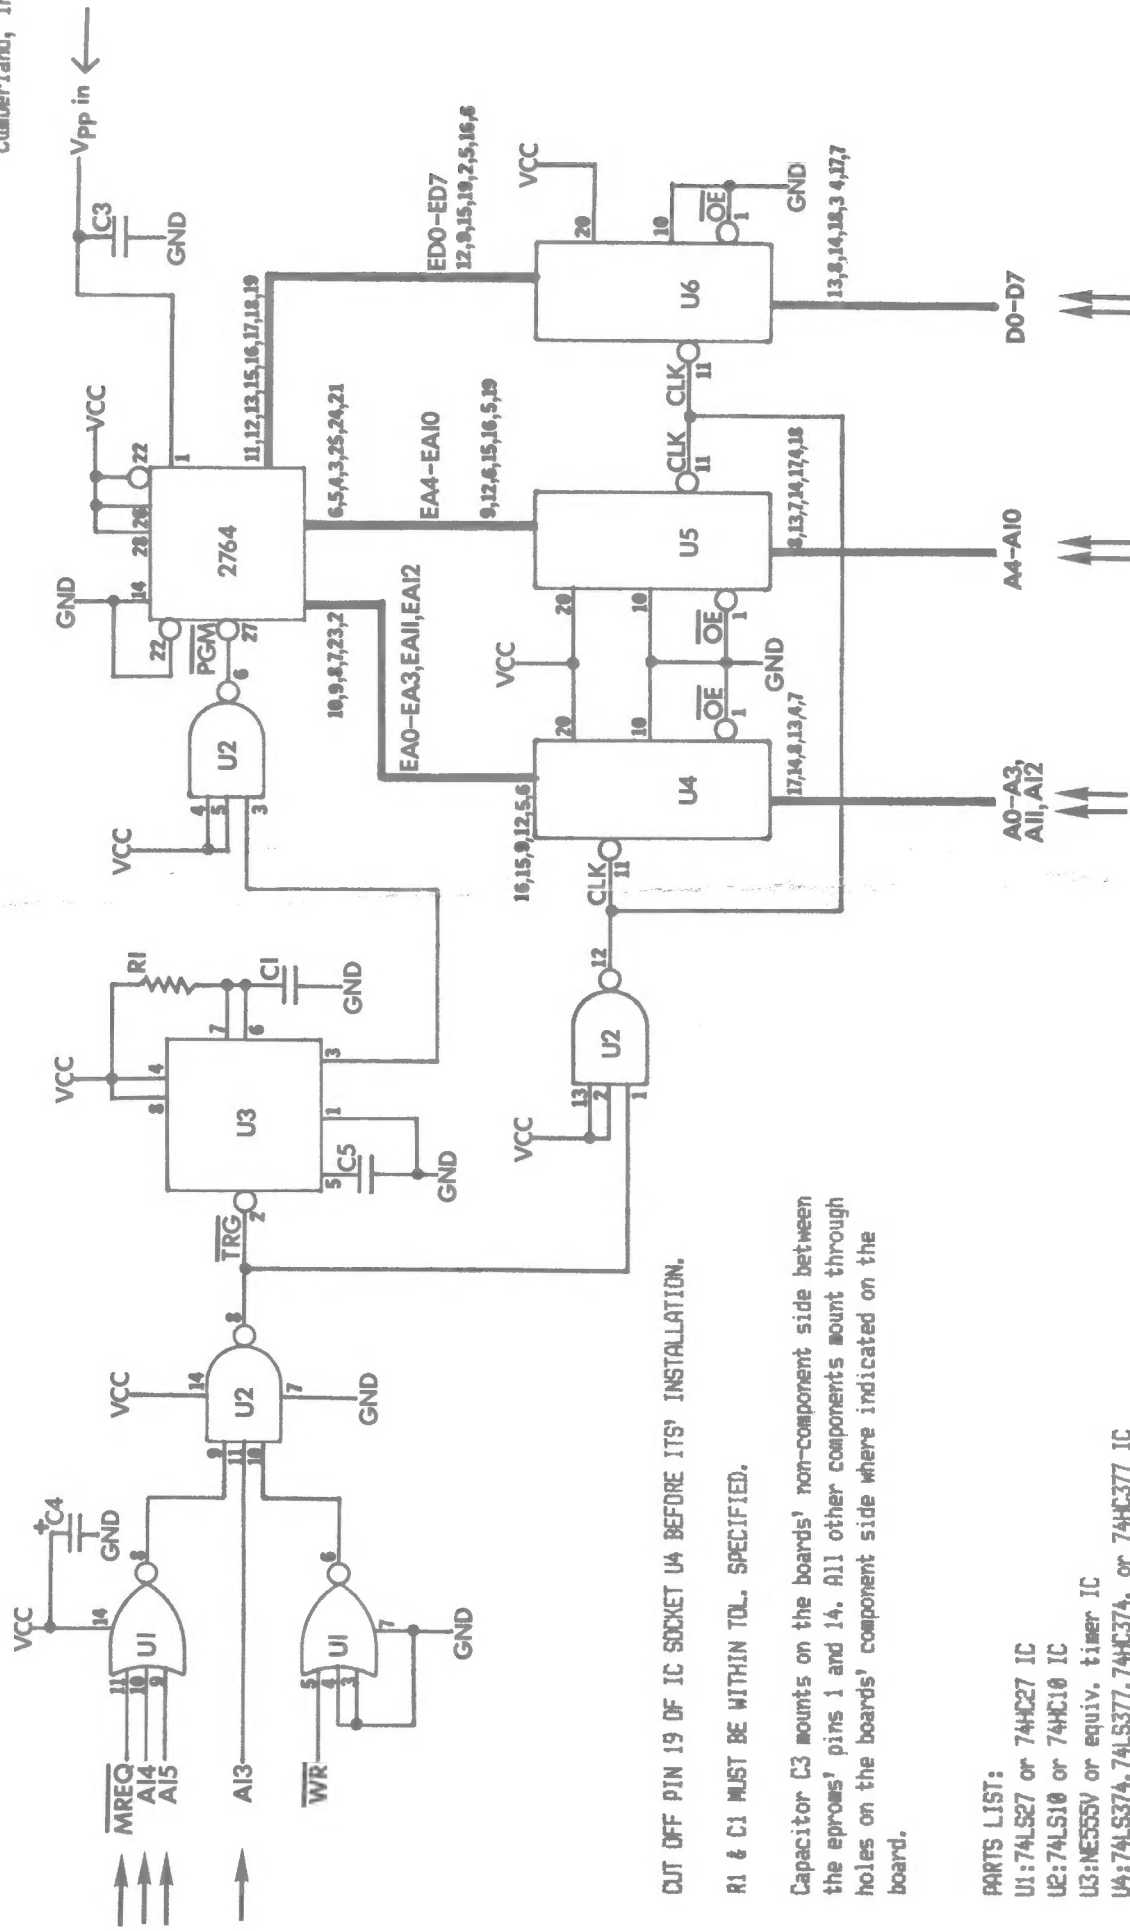 Cumberland, I
Vpp in
C3
GND
VCC
GND
14
28
26
22
1
22
PGM
27
2764
11,12,13,15,16,17,18,19
6,5,4,3,25,24,21
10,9,8,7,23,2
EA0-EA3,EA11,EA12
EA4-EA10
ED0-ED7
12,9,15,19,2,5,16,6
9,12,6,15,16,5,19
16,15,9,12,5,6
VCC
4
5
3
U2
6
VCC
R1
C1
GND
8
4
7
6
U3
3
1
5
C5
GND
TRG
2
VCC
14
U2
9
11
10
8
7
GND
VCC
+C4
GND
14
U1
11
10
9
8
MREQ
A14
A15
A13
WR
5
4
3
U1
6
7
GND
VCC
13
2
1
U2
12
CLK
11
U4
20
10
OE
1
VCC
GND
20
10
OE
1
U5
CLK
11
CLK
11
U6
20
VCC
10
OE
1
GND
17,14,8,13,4,7
8,13,7,14,17,4,18
13,8,14,18,3 4,17,7
A0-A3,
A11,A12
A4-A10
D0-D7
CUT OFF PIN 19 OF IC SOCKET U4 BEFORE ITS' INSTALLATION.
R1 & C1 MUST BE WITHIN TOL. SPECIFIED.
Capacitor C3 mounts on the boards' non-component side between
the eproms' pins 1 and 14. All other components mount through
holes on the boards' component side where indicated on the
board.
PARTS LIST:
U1:74LS27 or 74HC27 IC
U2:74LS10 or 74HC10 IC
U3:NE555V or equiv. timer IC
U4:74LS374,74LS377,74HC374, or 74HC377 IC